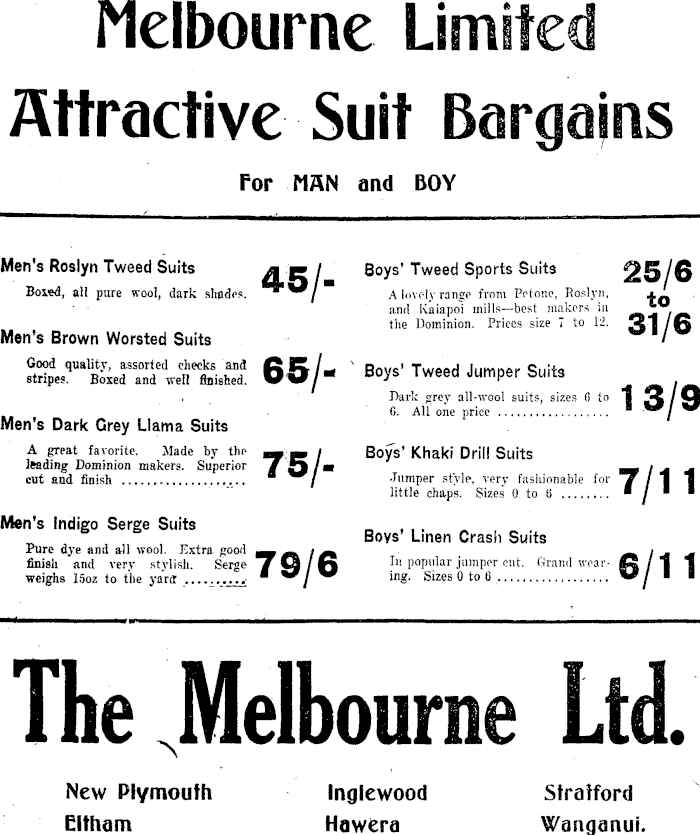 Melbourne Limited
Attractive Suit Bargains
For MAN and BOY
Men's Roslyn Tweed Suits
Boxed, all pure wool, dark shades.
45/-
Men's Brown Worsted Suits
Good quality, assorted checks and
stripes. Boxed and well finished.
65/-
Men's Dark Grey Llama Suits
A great favorite. Made by the
leading Dominion makers. Superior
cut and finish ...................
75/-
Men's Indigo Serge Suits
Pure dye and all wool. Extra good
finish and very stylish. Serge
weighs 15oz to the yard ..........
79/6
Boys' Tweed Sports Suits
A lovely range from Petone, Roslyn,
and Kaiapoi mills—best makers in
the Dominion. Prices size 7 to 12.
25/6
to
31/6
Boys' Tweed Jumper Suits
Dark grey all-wool suits, sizes 6 to
6. All one price .................
13/9
Boys' Khaki Drill Suits
Jumper style, very fashionable for
little chaps. Sizes 0 to 6 ........
7/11
Boys' Linen Crash Suits
In popular jumper cut. Grand wear-
ing. Sizes 0 to 6 .................
6/11
The Melbourne Ltd.
New Plymouth Inglewood Stratford
Eltham Hawera Wanganui.